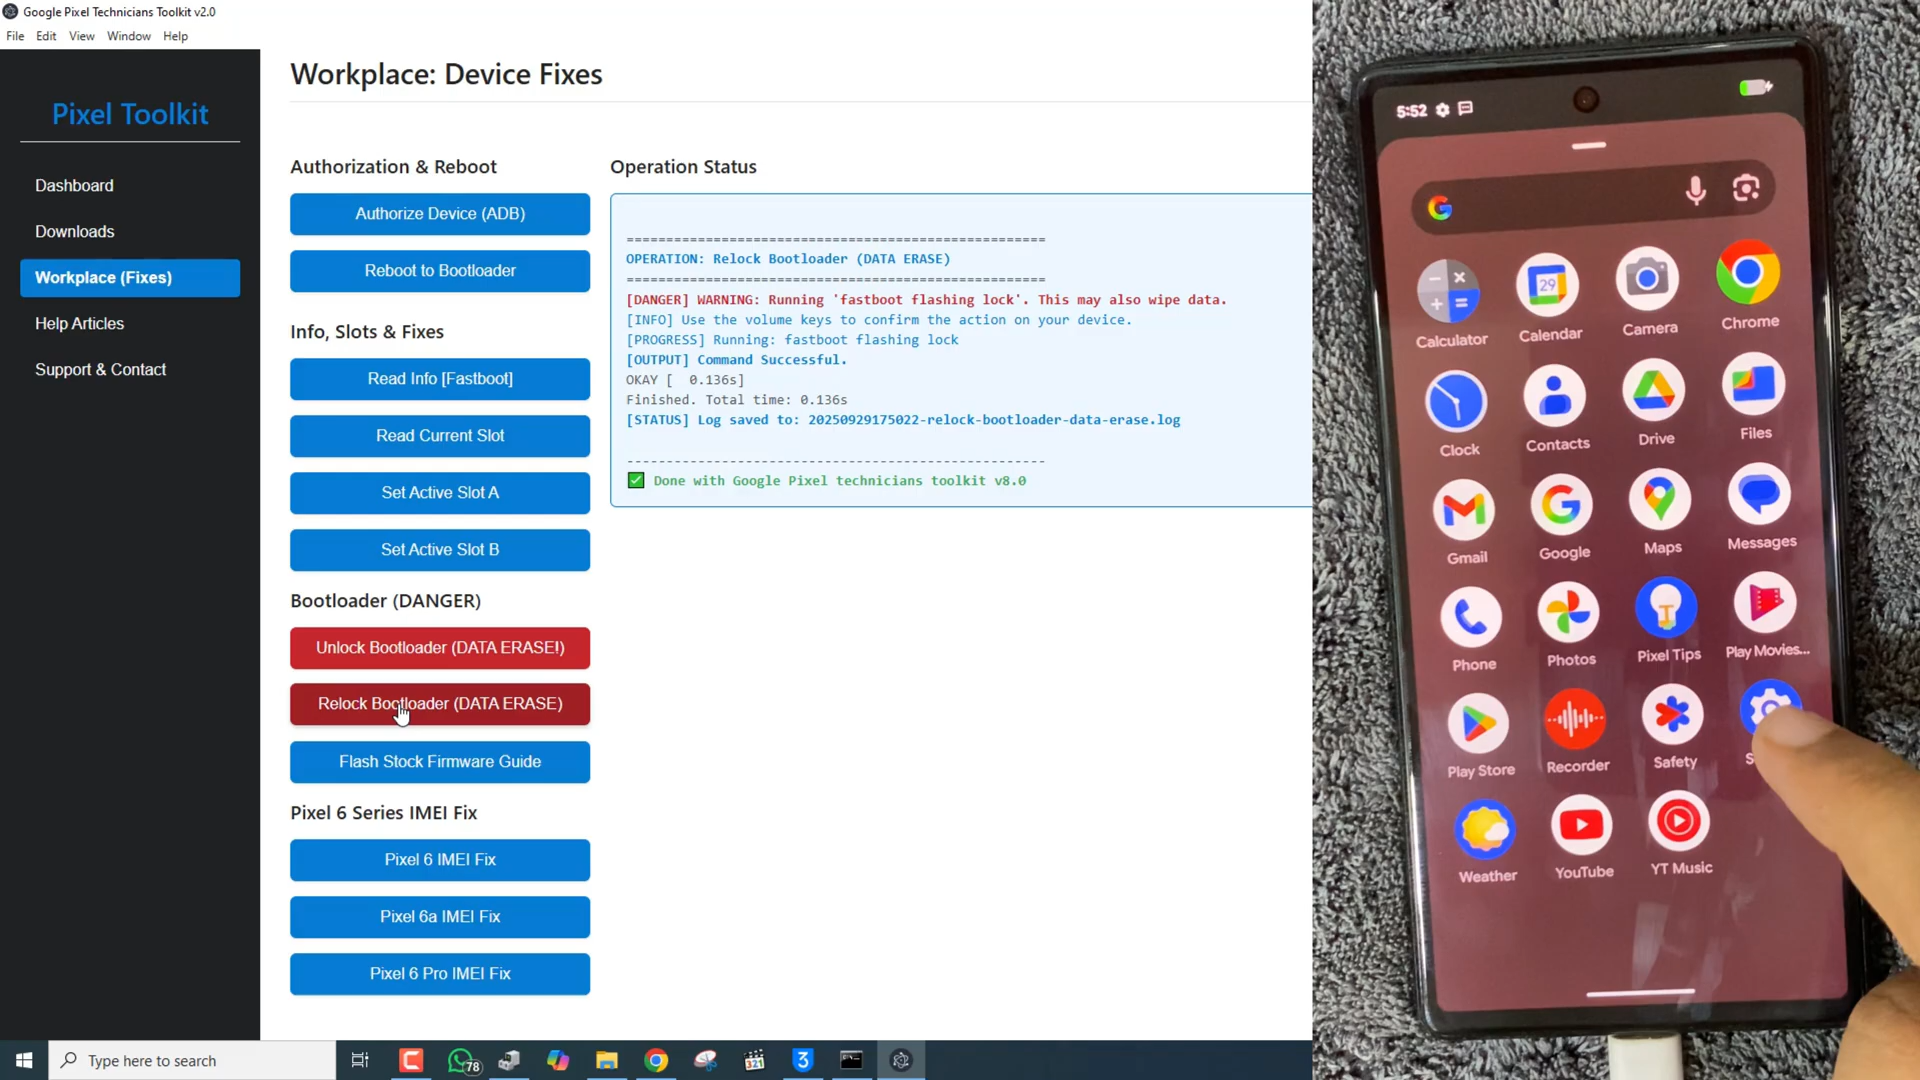 Google Pixel Technicians Toolkit v2.0
File Edit View Window Help
Pixel Toolkit
Dashboard
Downloads
Workplace (Fixes)
Help Articles
Support & Contact
Workplace: Device Fixes
Authorization & Reboot
Authorize Device (ADB)
Reboot to Bootloader
Info, Slots & Fixes
Read Info [Fastboot]
Read Current Slot
Set Active Slot A
Set Active Slot B
Bootloader (DANGER)
Unlock Bootloader (DATA ERASE!)
Relock Bootloader (DATA ERASE)
Flash Stock Firmware Guide
Pixel 6 Series IMEI Fix
Pixel 6 IMEI Fix
Pixel 6a IMEI Fix
Pixel 6 Pro IMEI Fix
Operation Status
====================================================
OPERATION: Relock Bootloader (DATA ERASE)
====================================================
[DANGER] WARNING: Running 'fastboot flashing lock'. This may also wipe data.
[INFO] Use the volume keys to confirm the action on your device.
[PROGRESS] Running: fastboot flashing lock
[OUTPUT] Command Successful.
OKAY [  0.136s]
Finished. Total time: 0.136s
[STATUS] Log saved to: 20250929175022-relock-bootloader-data-erase.log
----------------------------------------------------
Done with Google Pixel technicians toolkit v8.0
Type here to search
78
321
3
5:52
29
Calculator Calendar Camera Chrome
Clock Contacts Drive Files
Gmail Google Maps Messages
Phone Photos Pixel Tips Play Movies...
Play Store Recorder Safety
Weather YouTube YT Music